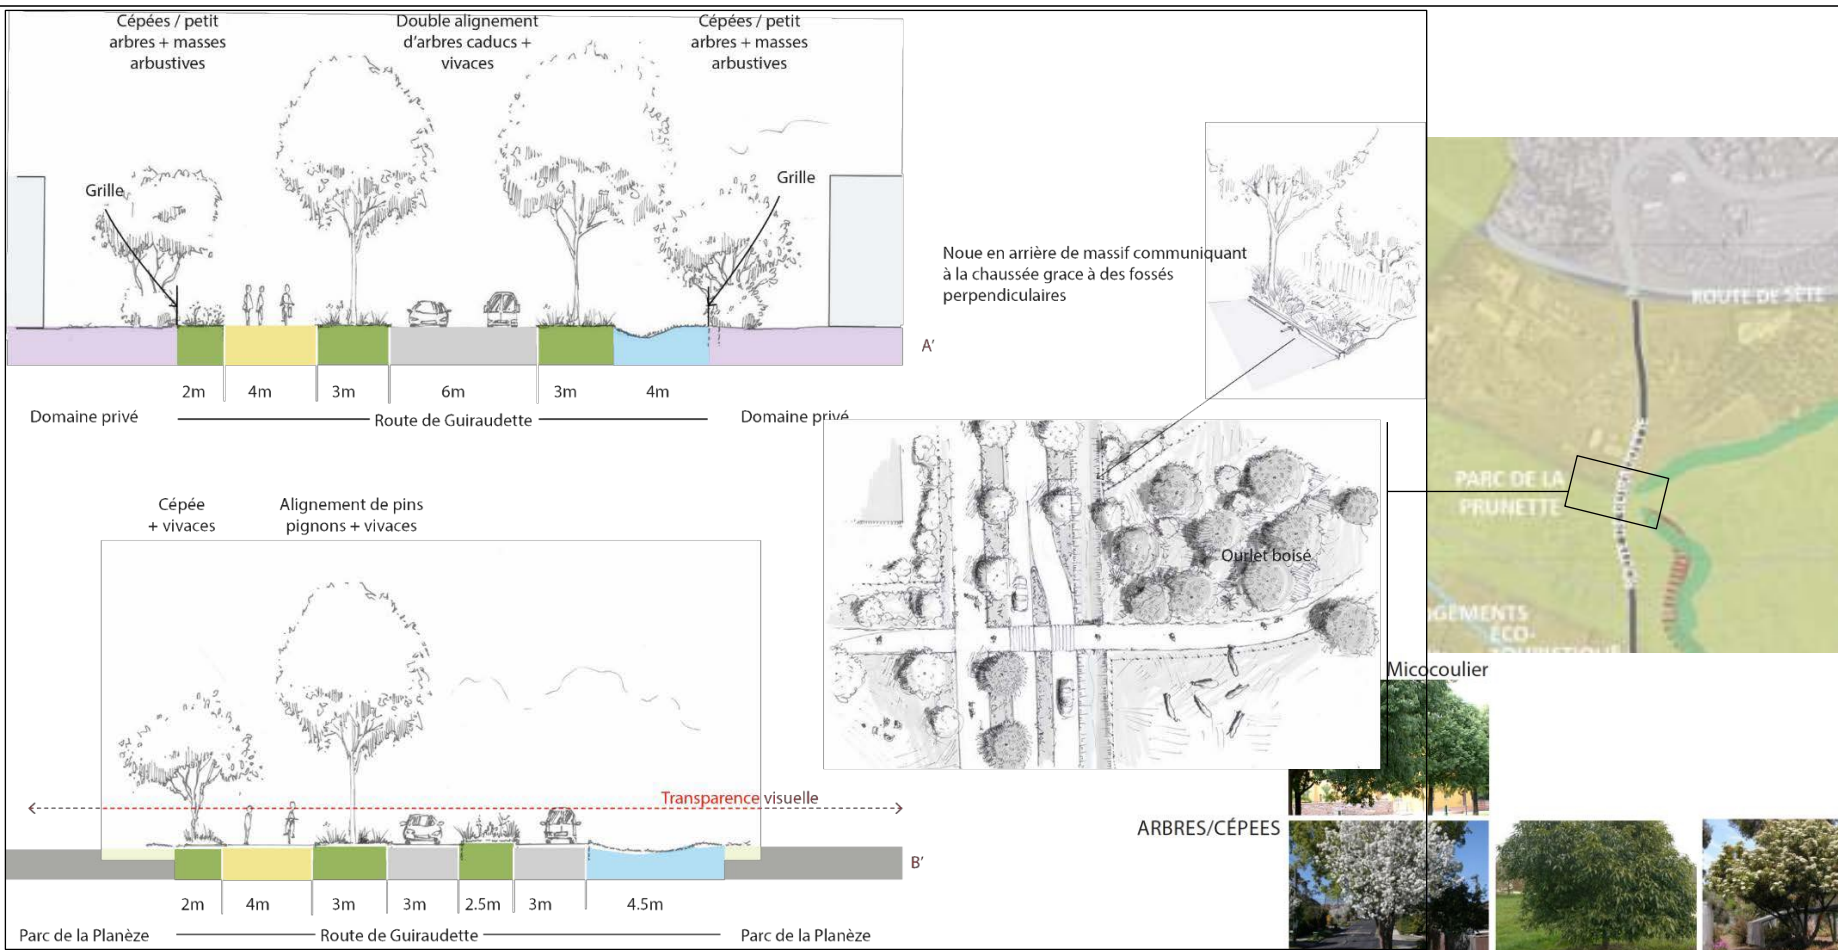 Cépées / petit
arbres + masses
arbustives
Double alignement
d'arbres caducs +
vivaces
Cépées / petit
arbres + masses
arbustives
Grille
Grille
A'
2m
4m
3m
6m
3m
4m
Domaine privé
Route de Guiraudette
Domaine privé
Noue en arrière de massif communiquant
à la chaussée grace à des fossés
perpendiculaires
ROUTE DE SÈTE
PARC DE LA
PRUNETTE
Ourlet boisé
GEMENTS
ÉCO-
Cépée
+ vivaces
Alignement de pins
pignons + vivaces
Transparence visuelle
B'
2m
4m
3m
3m
2.5m
3m
4.5m
Parc de la Planèze
Route de Guiraudette
Parc de la Planèze
Micocoulier
ARBRES/CÉPEES